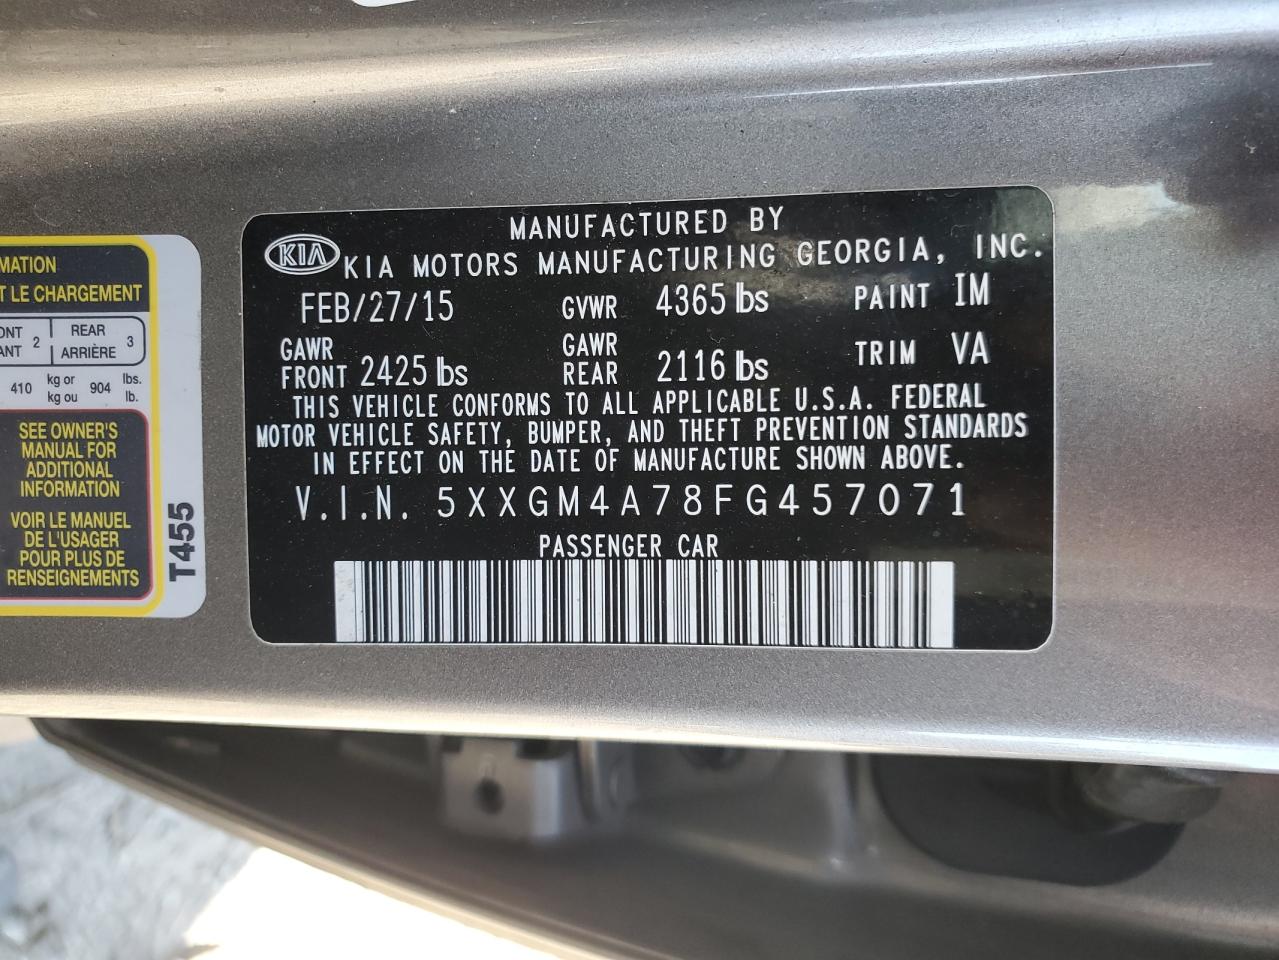 MATION
T LE CHARGEMENT
ONT 2 REAR 3
ANT ARRIÈRE
410 kg or 904 lbs.
kg ou lb.
SEE OWNER'S
MANUAL FOR
ADDITIONAL
INFORMATION
VOIR LE MANUEL
DE L'USAGER
POUR PLUS DE
RENSEIGNEMENTS
T455
MANUFACTURED BY
KIA KIA MOTORS MANUFACTURING GEORGIA, INC.
FEB/27/15 GVWR 4365 lbs PAINT IM
GAWR FRONT 2425 lbs GAWR REAR 2116 lbs TRIM VA
THIS VEHICLE CONFORMS TO ALL APPLICABLE U.S.A. FEDERAL
MOTOR VEHICLE SAFETY, BUMPER, AND THEFT PREVENTION STANDARDS
IN EFFECT ON THE DATE OF MANUFACTURE SHOWN ABOVE.
V.I.N. 5XXGM4A78FG457071
PASSENGER CAR